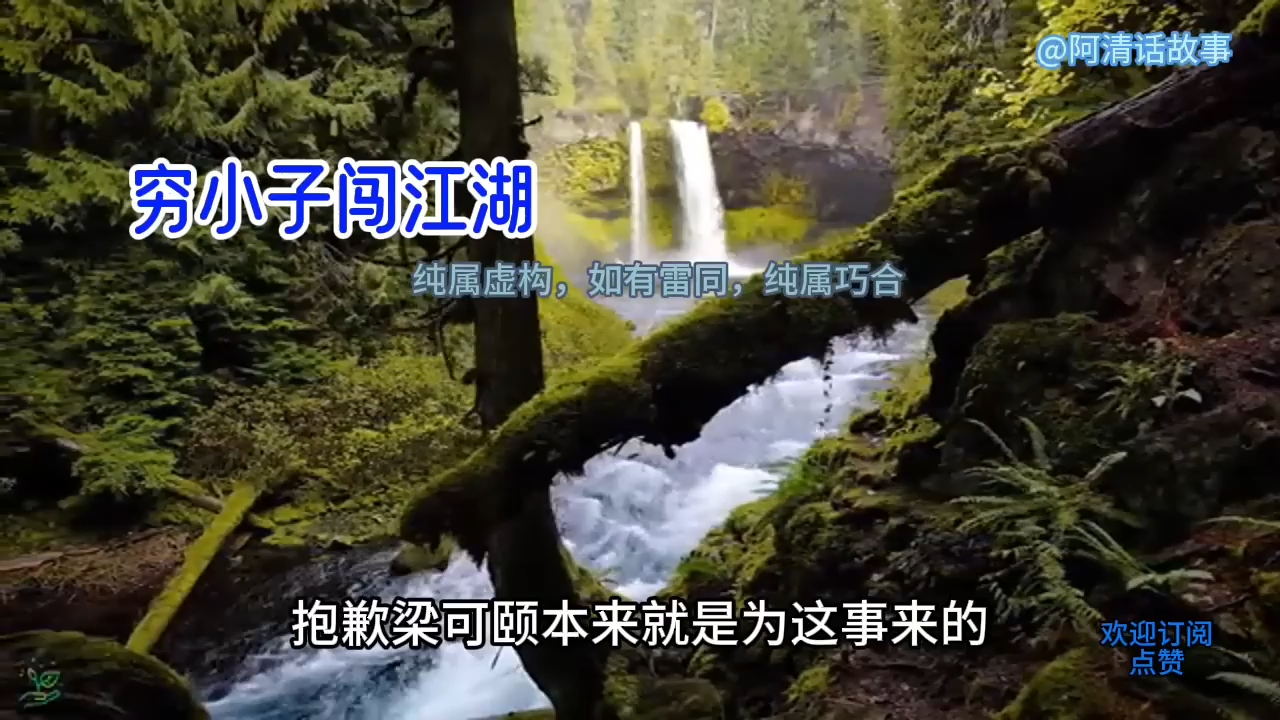 @阿清话故事
穷小子闯江湖
纯属虚构，如有雷同，纯属巧合
抱歉梁可颐本来就是为这事来的
欢迎订阅
点赞